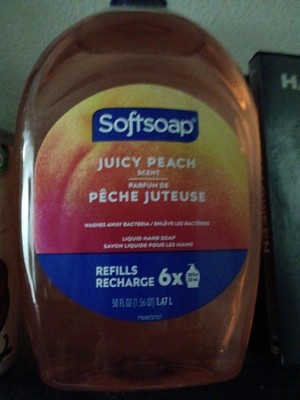 Softsoap®
JUICY PEACH
SCENT
PARFUM DE
PÊCHE JUTEUSE
WASHES AWAY BACTERIA / ENLÈVE LES BACTÉRIES
LIQUID HAND SOAP
SAVON LIQUIDE POUR LES MAINS
REFILLS
RECHARGE 6x
50 FL OZ (1.56 QT) 1.47 L
H